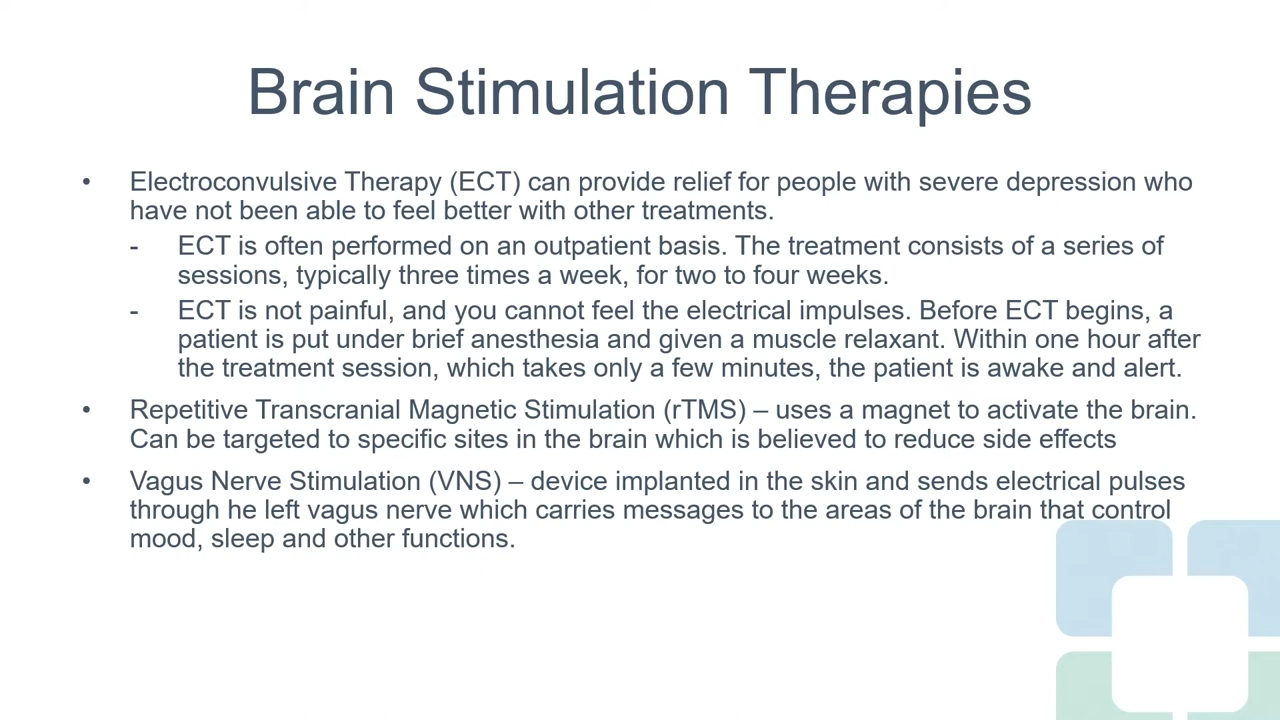 Brain Stimulation Therapies
• Electroconvulsive Therapy (ECT) can provide relief for people with severe depression who
have not been able to feel better with other treatments.
- ECT is often performed on an outpatient basis. The treatment consists of a series of
sessions, typically three times a week, for two to four weeks.
- ECT is not painful, and you cannot feel the electrical impulses. Before ECT begins, a
patient is put under brief anesthesia and given a muscle relaxant. Within one hour after
the treatment session, which takes only a few minutes, the patient is awake and alert.
• Repetitive Transcranial Magnetic Stimulation (rTMS) – uses a magnet to activate the brain.
Can be targeted to specific sites in the brain which is believed to reduce side effects
• Vagus Nerve Stimulation (VNS) – device implanted in the skin and sends electrical pulses
through he left vagus nerve which carries messages to the areas of the brain that control
mood, sleep and other functions.